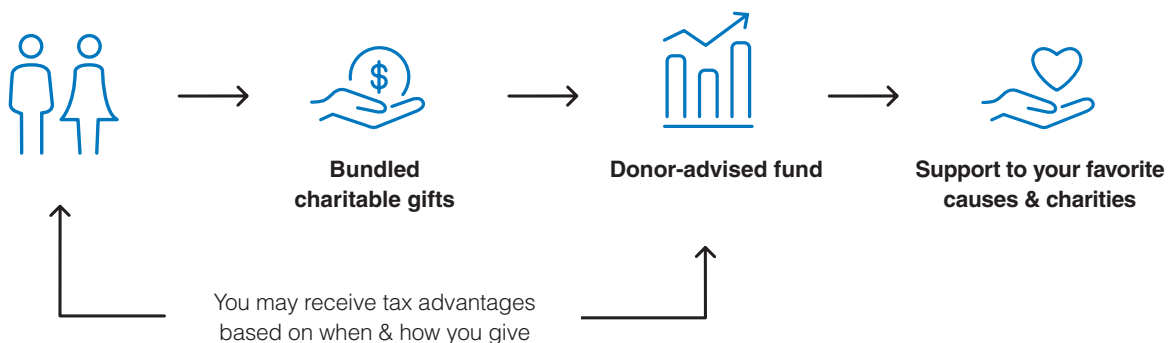 $
Bundled
charitable gifts
Donor-advised fund
Support to your favorite
causes & charities
You may receive tax advantages
based on when & how you give